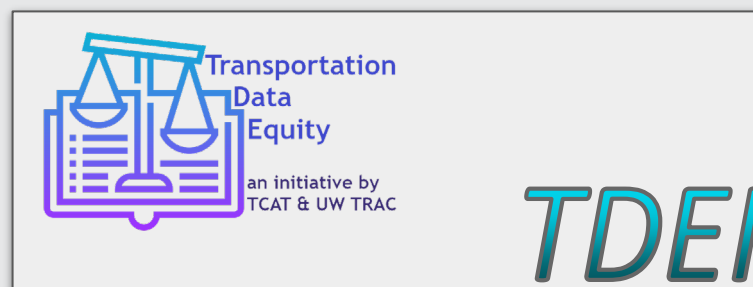 Transportation
Data
Equity
an initiative by
TCAT & UW TRAC